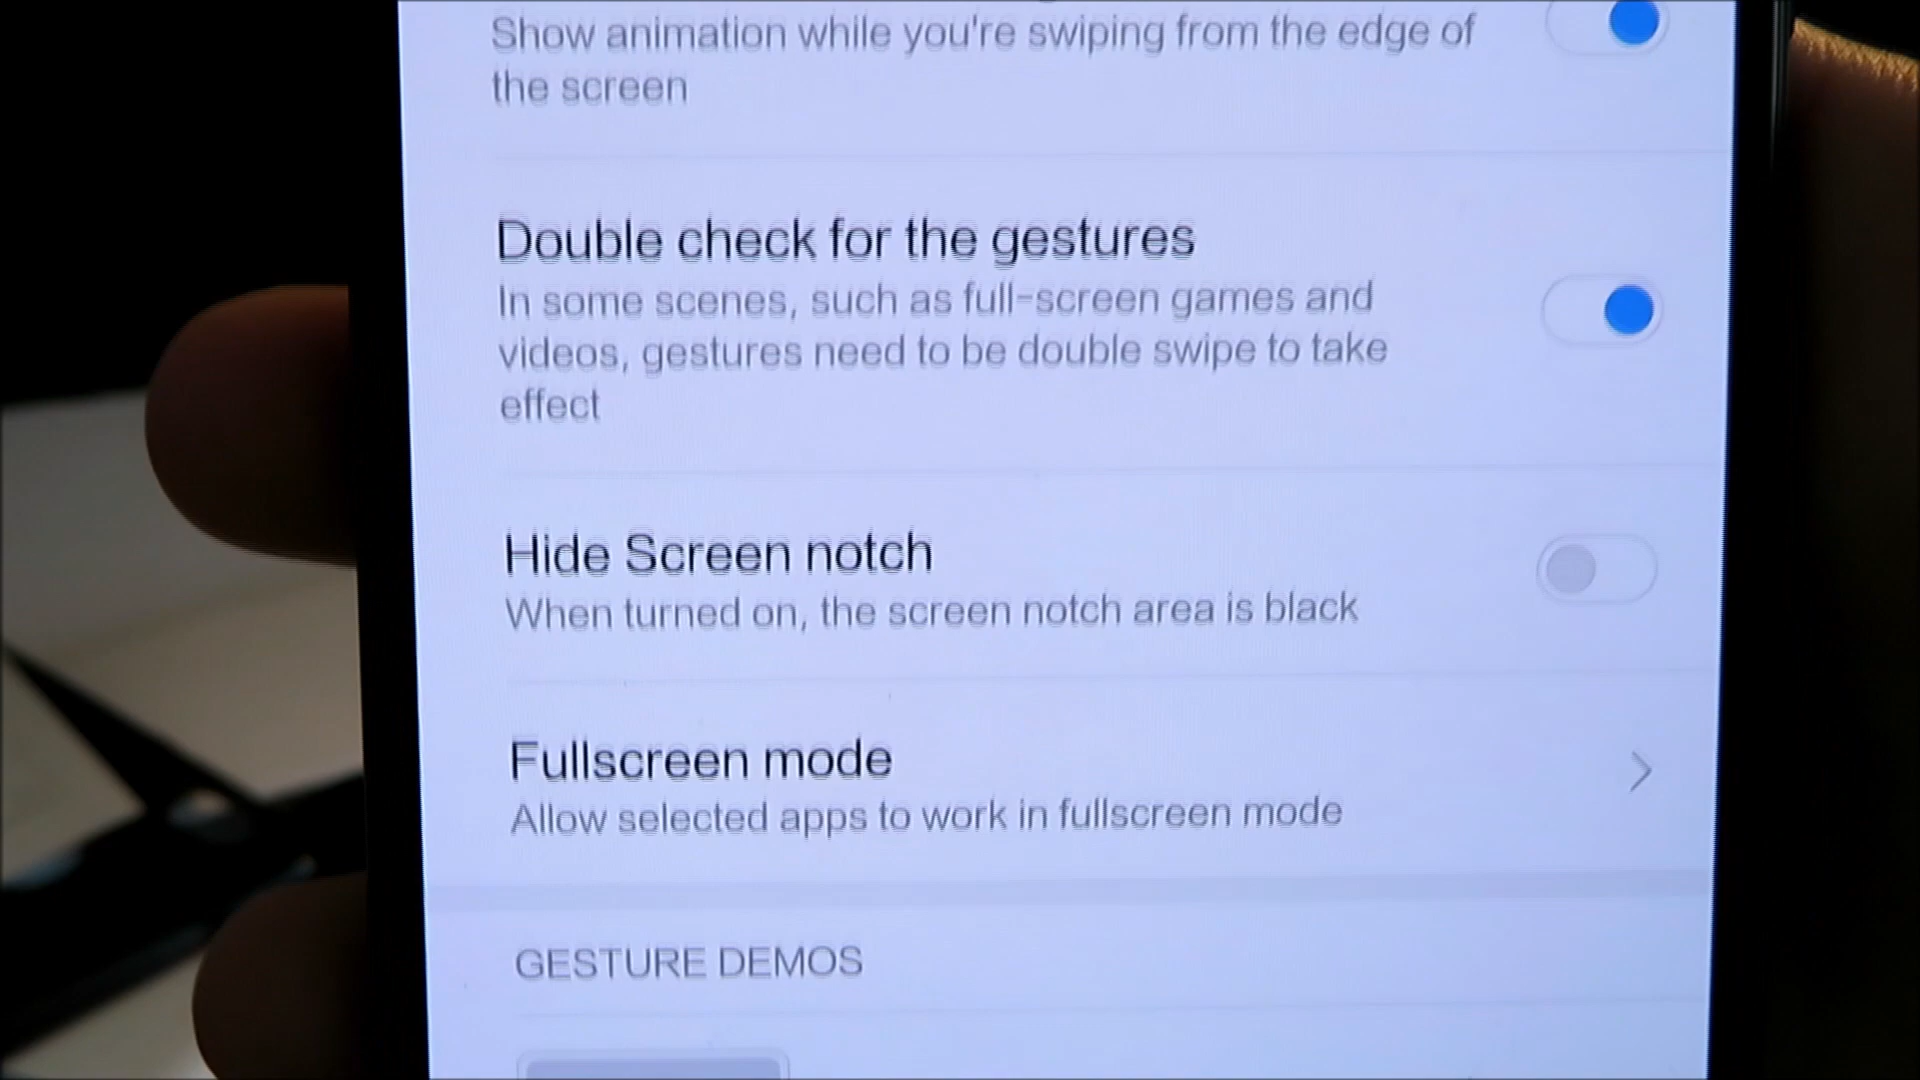 Show animation while you're swiping from the edge of
the screen
Double check for the gestures
In some scenes, such as full-screen games and
videos, gestures need to be double swipe to take
effect
Hide Screen notch
When turned on, the screen notch area is black
Fullscreen mode
Allow selected apps to work in fullscreen mode
GESTURE DEMOS